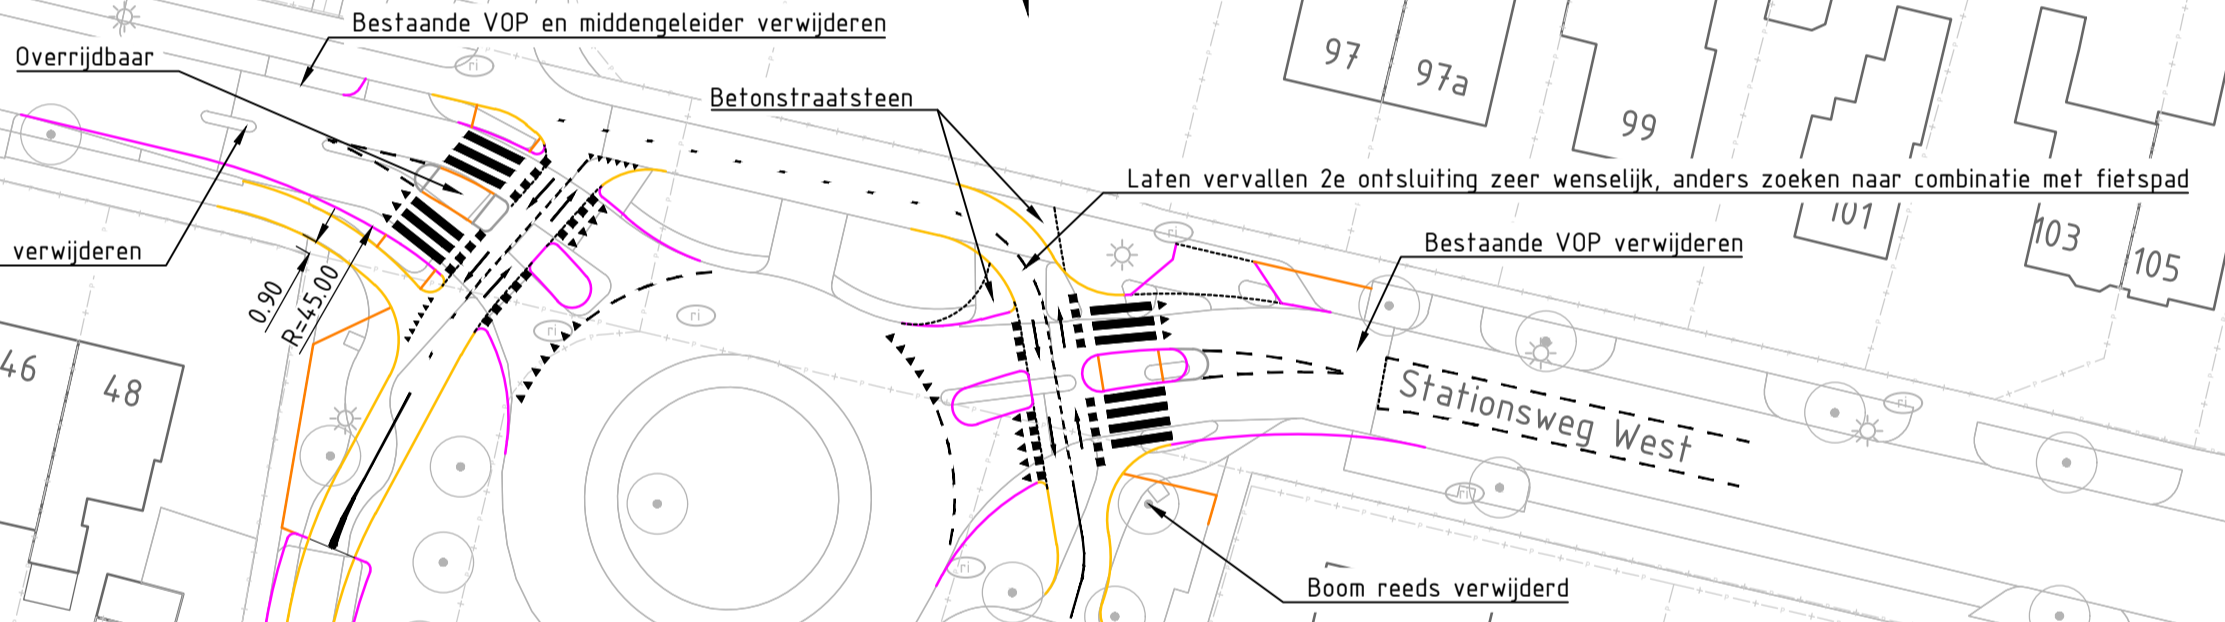 Bestaande VOP en middengeleider verwijderen
Overrijdbaar
Betonstraatsteen
97
97a
99
Laten vervallen 2e ontsluiting zeer wenselijk, anders zoeken naar combinatie met fietspad
101
103
105
Bestaande VOP verwijderen
verwijderen
0.90
R=45.00
46
48
Stationsweg West
Boom reeds verwijderd
ri
ri
ri
ri
ri
ri
ri